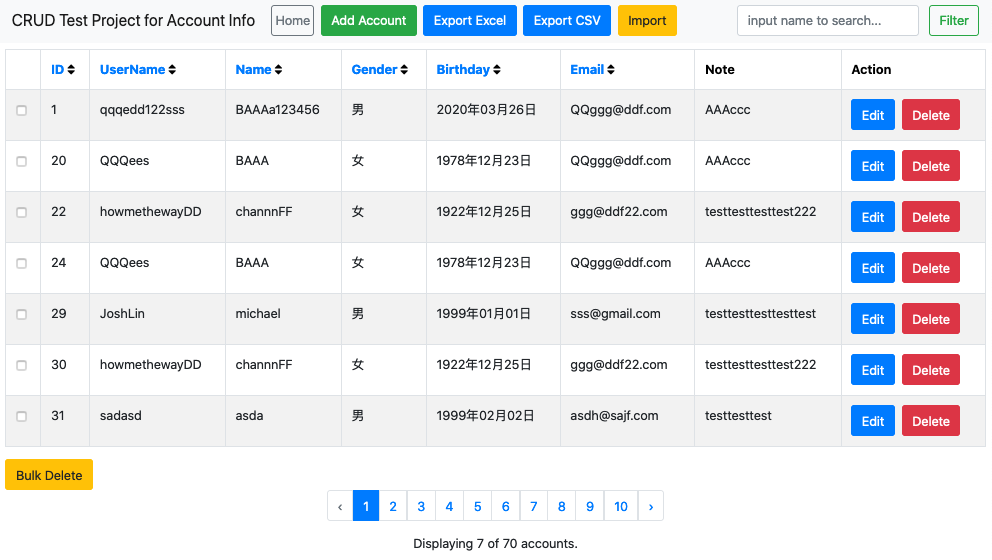 CRUD Test Project for Account Info Home Add Account Export Excel Export CSV Import input name to search... Filter
ID UserName Name Gender Birthday Email Note Action
1 qqqedd122sss BAAAa123456 男 2020年03月26日 QQggg@ddf.com AAAccc Edit Delete
20 QQQees BAAA 女 1978年12月23日 QQggg@ddf.com AAAccc Edit Delete
22 howmethewayDD channnFF 女 1922年12月25日 ggg@ddf22.com testtesttesttest222 Edit Delete
24 QQQees BAAA 女 1978年12月23日 QQggg@ddf.com AAAccc Edit Delete
29 JoshLin michael 男 1999年01月01日 sss@gmail.com testtesttesttesttest Edit Delete
30 howmethewayDD channnFF 女 1922年12月25日 ggg@ddf22.com testtesttesttest222 Edit Delete
31 sadasd asda 男 1999年02月02日 asdh@sajf.com testtesttest Edit Delete
Bulk Delete
‹ 1 2 3 4 5 6 7 8 9 10 ›
Displaying 7 of 70 accounts.